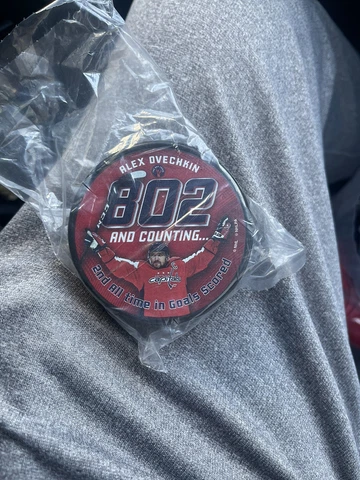 ALEX OVECHKIN
802
AND COUNTING...
CAPITALS
2nd All Time in Goals Scored